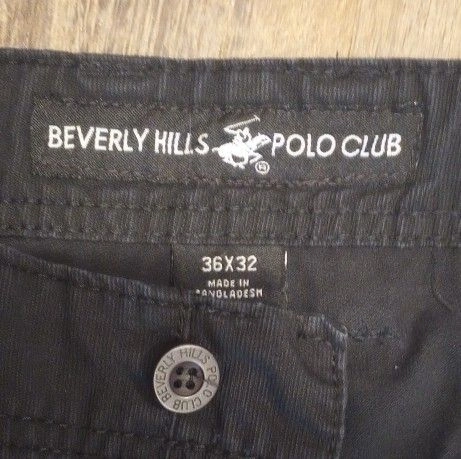 BEVERLY HILLS POLO CLUB
®
36X32
MADE IN
BANGLADESH
BEVERLY HILLS POLO CLUB